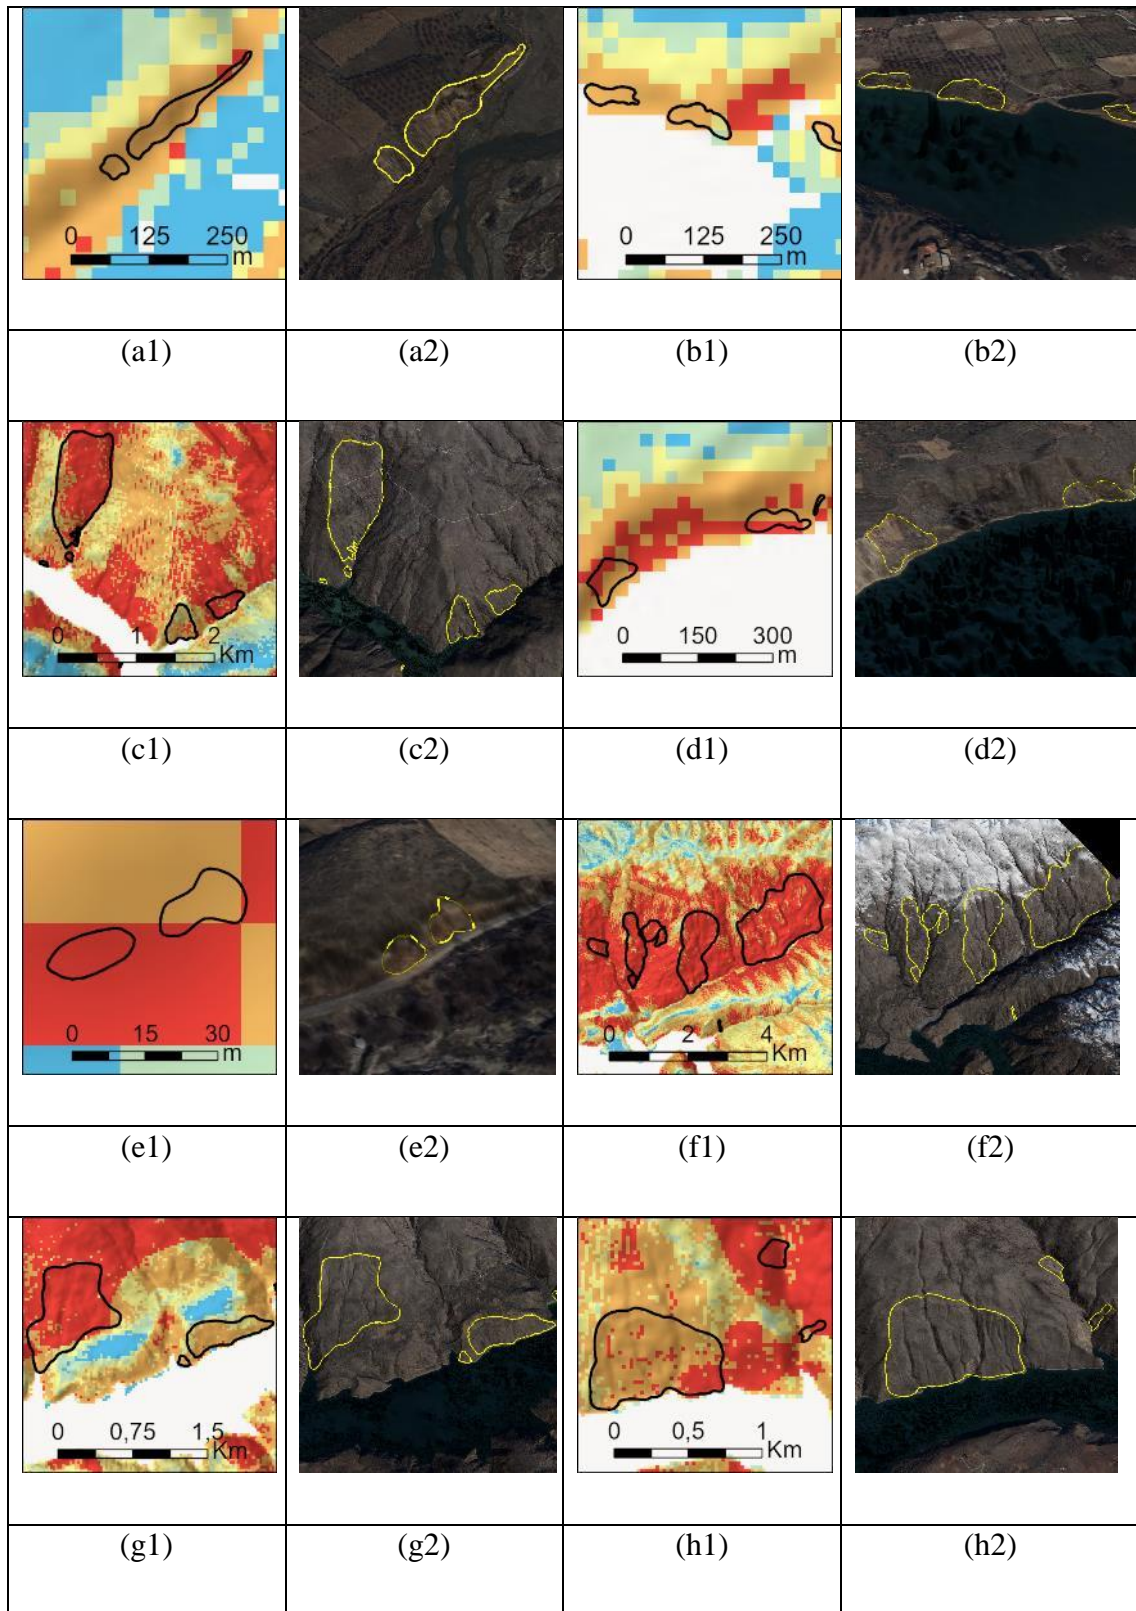 0 125 250
m
0 125 250
m
(a1) (a2) (b1) (b2)
0 1 2
Km
0 150 300
m
(c1) (c2) (d1) (d2)
0 15 30
m
0 2 4
Km
(e1) (e2) (f1) (f2)
0 0,75 1,5
Km
0 0,5 1
Km
(g1) (g2) (h1) (h2)